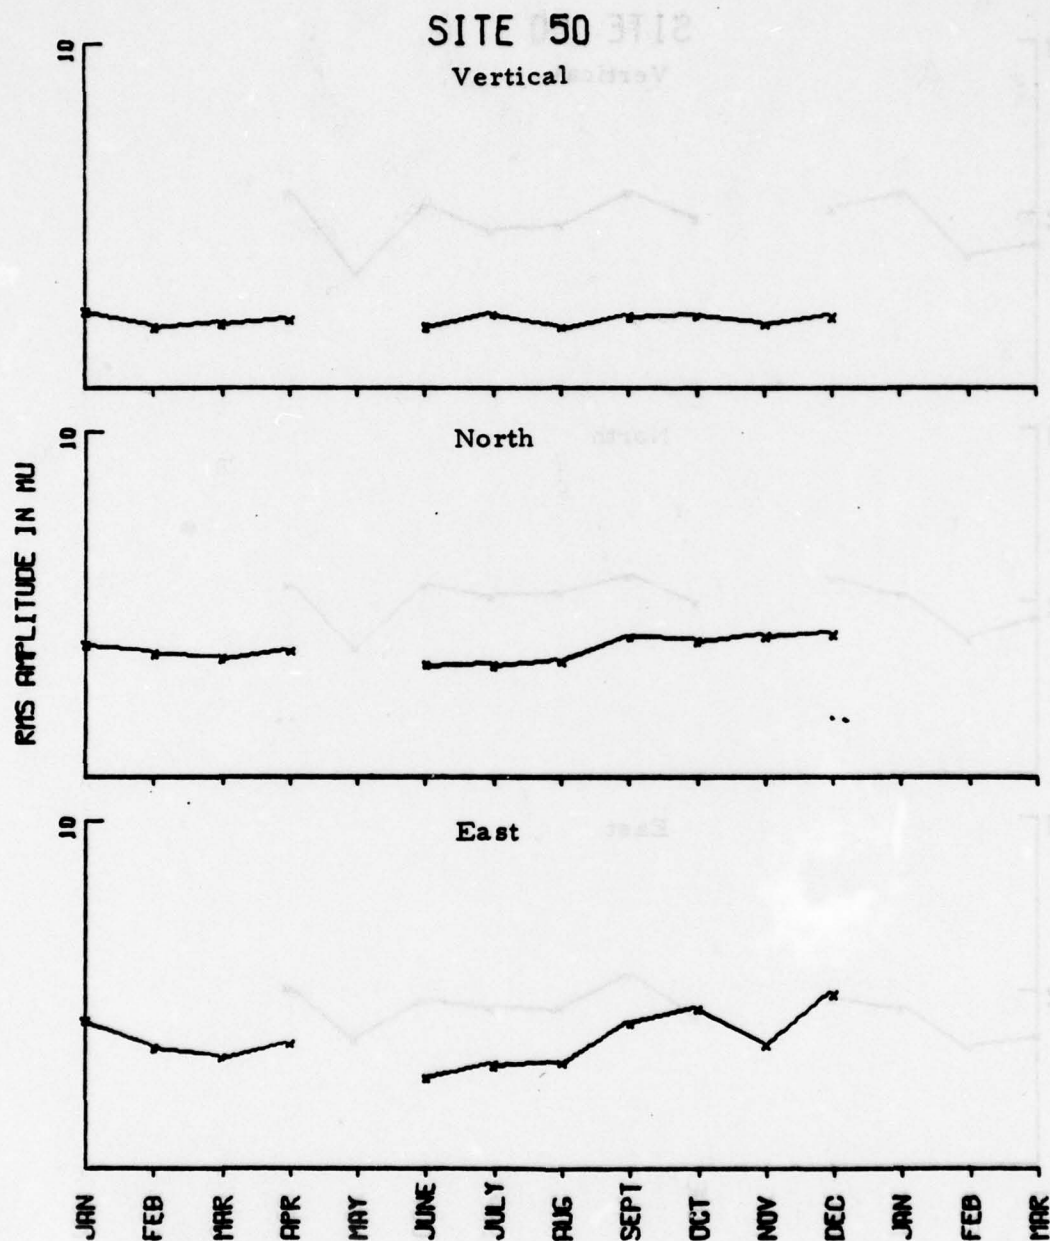 SITE 50
Vertical
10
North
10
RMS AMPLITUDE IN MU
East
10
JAN
FEB
MAR
APR
MAY
JUNE
JULY
AUG
SEPT
OCT
NOV
DEC
JAN
FEB
MAR